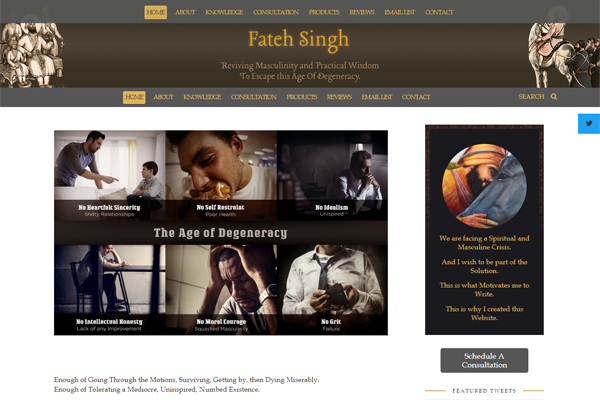 HOME ABOUT KNOWLEDGE CONSULTATION PRODUCTS REVIEWS EMAIL LIST CONTACT
Fateh Singh
Reviving Masculinity and Practical Wisdom
To Escape this Age Of Degeneracy.
HOME ABOUT KNOWLEDGE CONSULTATION PRODUCTS REVIEWS EMAIL LIST CONTACT SEARCH
No Heartfelt Sincerity
Shitty Relationships
No Self Restraint
Poor Health
No Idealism
Unispired
The Age of Degeneracy
No Intellectual Honesty
Lack of any Improvement
No Moral Courage
Squashed Masculinity
No Grit
Failure
We are facing a Spiritual and
Masculine Crisis.
And I wish to be part of the
Solution.
This is what Motivates me to
Write.
This is why I created this
Website.
Schedule A
Consultation
FEATURED TWEETS
Enough of Going Through the Motions, Surviving, Getting by, then Dying Miserably.
Enough of Tolerating a Mediocre, Uninspired, Numbed Existence.